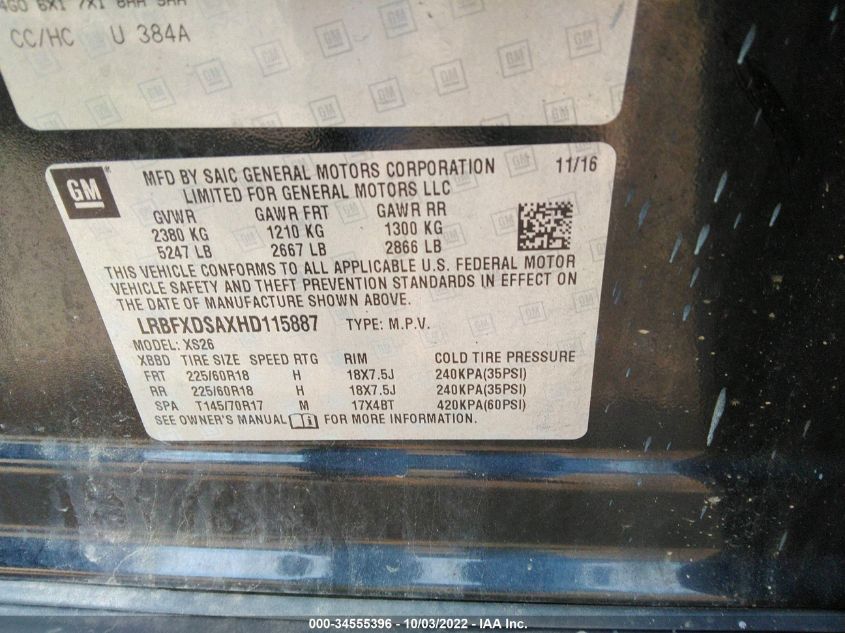 4G0 6X1 7X1 8AA 9AA
CC/HC U 384A
GM
MFD BY SAIC GENERAL MOTORS CORPORATION 11/16
LIMITED FOR GENERAL MOTORS LLC
GVWR GAWR FRT GAWR RR
2380 KG 1210 KG 1300 KG
5247 LB 2667 LB 2866 LB
THIS VEHICLE CONFORMS TO ALL APPLICABLE U.S. FEDERAL MOTOR
VEHICLE SAFETY AND THEFT PREVENTION STANDARDS IN EFFECT ON
THE DATE OF MANUFACTURE SHOWN ABOVE.
LRBFXDSAXHD115887 TYPE: M.P.V.
MODEL: XS26
XBBD TIRE SIZE SPEED RTG RIM COLD TIRE PRESSURE
FRT 225/60R18 H 18X7.5J 240KPA(35PSI)
RR 225/60R18 H 18X7.5J 240KPA(35PSI)
SPA T145/70R17 M 17X4BT 420KPA(60PSI)
SEE OWNER'S MANUAL FOR MORE INFORMATION
000-34555396 - 10/03/2022 - IAA Inc.